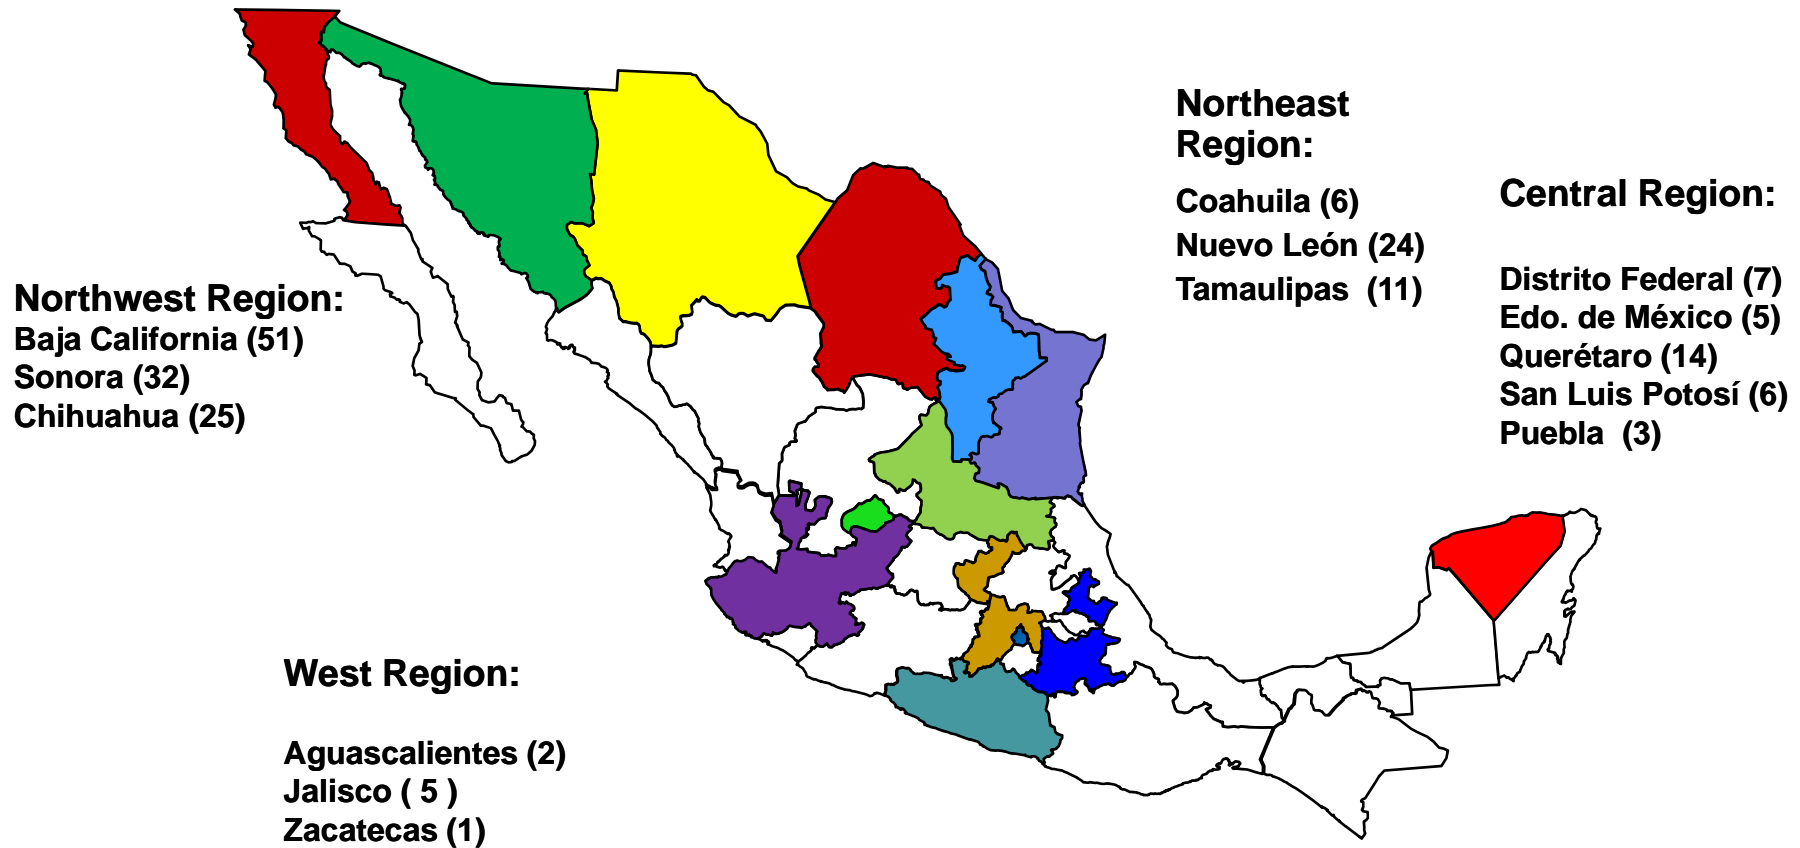 Northeast
Region:
Coahuila (6)
Nuevo León (24)
Tamaulipas  (11)
Central Region:
Distrito Federal (7)
Edo. de México (5)
Querétaro (14)
San Luis Potosí (6)
Puebla  (3)
Northwest Region:
Baja California (51)
Sonora (32)
Chihuahua (25)
West Region:
Aguascalientes (2)
Jalisco ( 5 )
Zacatecas (1)